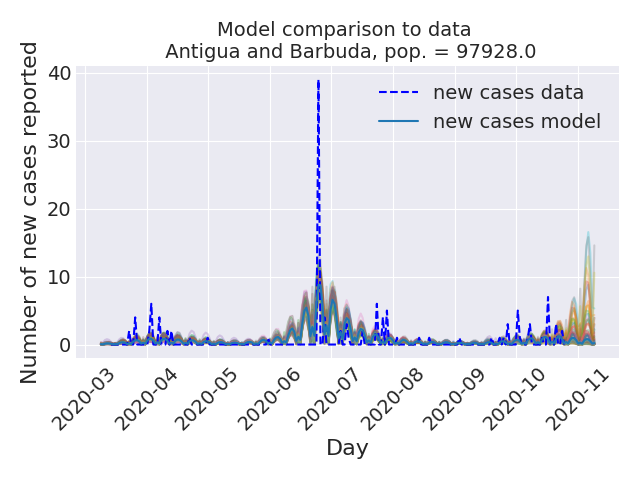 Model comparison to data
Antigua and Barbuda, pop. = 97928.0
Number of new cases reported
40
30
20
10
0
new cases data
new cases model
2020-03
2020-04
2020-05
2020-06
2020-07
2020-08
2020-09
2020-10
2020-11
Day